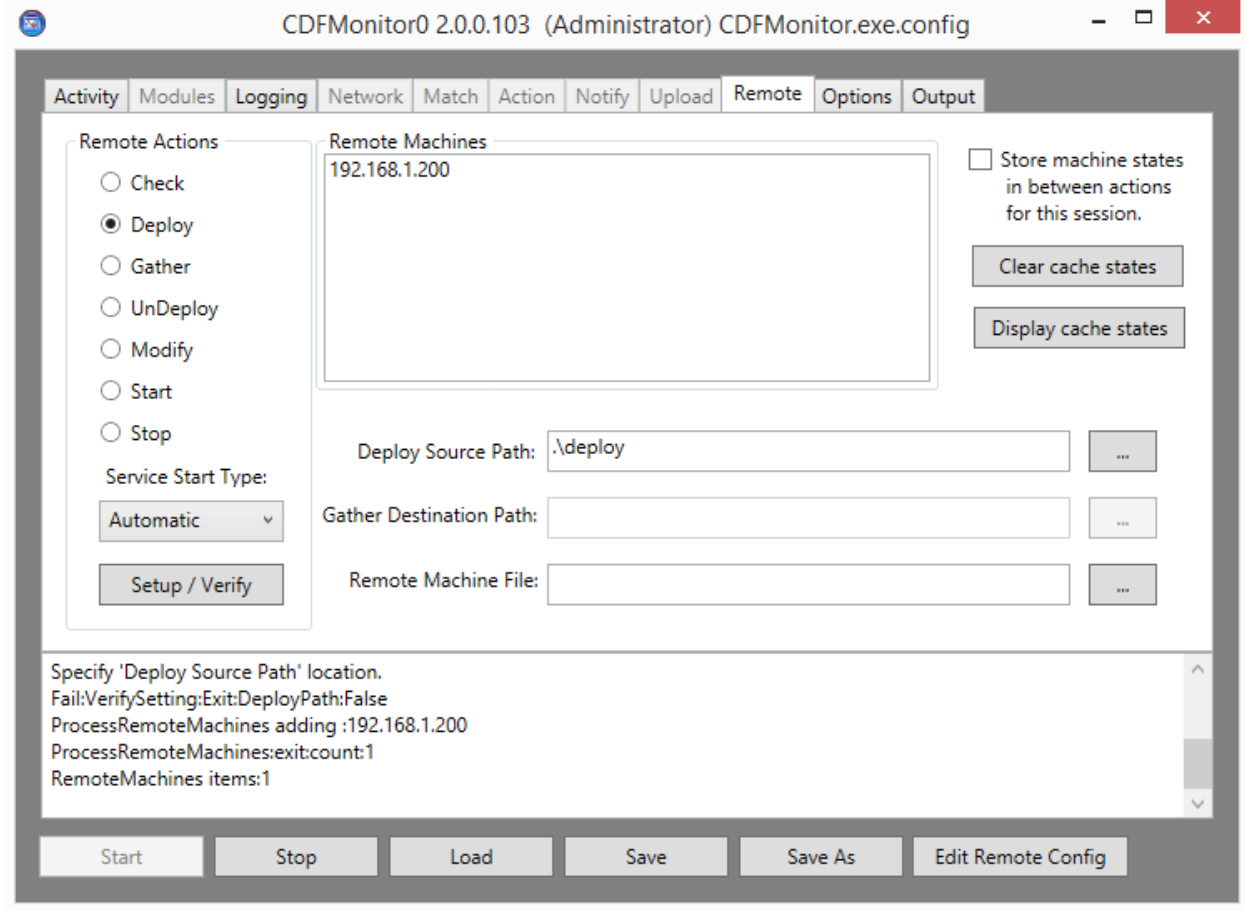 CDFMonitor0 2.0.0.103 (Administrator) CDFMonitor.exe.config
Activity Modules Logging Network Match Action Notify Upload Remote Options Output
Remote Actions
Check
Deploy
Gather
UnDeploy
Modify
Start
Stop
Service Start Type:
Automatic
Setup / Verify
Remote Machines
192.168.1.200
Store machine states
in between actions
for this session.
Clear cache states
Display cache states
Deploy Source Path: .\deploy ...
Gather Destination Path: ...
Remote Machine File: ...
Specify 'Deploy Source Path' location.
Fail:VerifySetting:Exit:DeployPath:False
ProcessRemoteMachines adding :192.168.1.200
ProcessRemoteMachines:exit:count:1
RemoteMachines items:1
Start Stop Load Save Save As Edit Remote Config